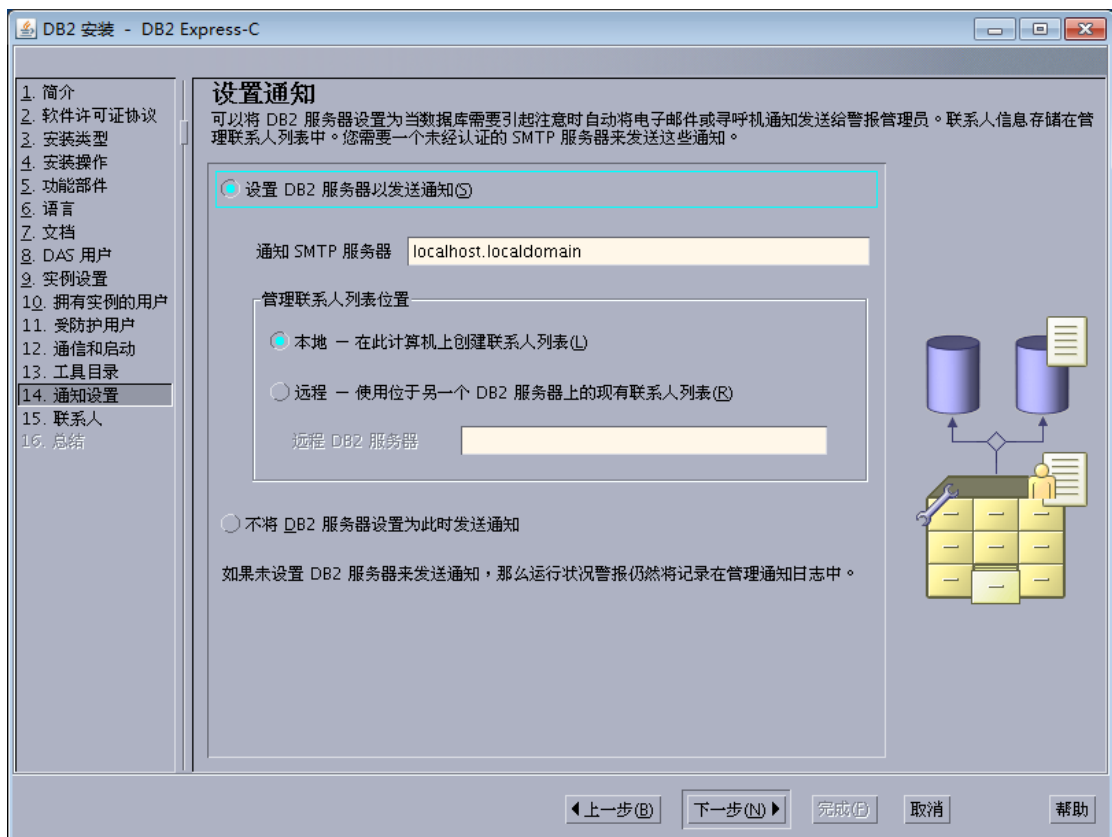 DB2 安装 - DB2 Express-C
1. 简介
2. 软件许可证协议
3. 安装类型
4. 安装操作
5. 功能部件
6. 语言
7. 文档
8. DAS 用户
9. 实例设置
10. 拥有实例的用户
11. 受防护用户
12. 通信和启动
13. 工具目录
14. 通知设置
15. 联系人
16. 总结
设置通知
可以将 DB2 服务器设置为当数据库需要引起注意时自动将电子邮件或寻呼机通知发送给警报管理员。联系人信息存储在管
理联系人列表中。您需要一个未经认证的 SMTP 服务器来发送这些通知。
设置 DB2 服务器以发送通知(S)
通知 SMTP 服务器 localhost.localdomain
管理联系人列表位置
本地 — 在此计算机上创建联系人列表(L)
远程 — 使用位于另一个 DB2 服务器上的现有联系人列表(R)
远程 DB2 服务器
不将 DB2 服务器设置为此时发送通知
如果未设置 DB2 服务器来发送通知，那么运行状况警报仍然将记录在管理通知日志中。
上一步(B) 下一步(N) 完成(F) 取消 帮助